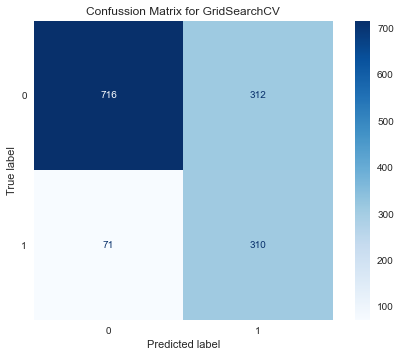 Confussion Matrix for GridSearchCV
700
0 716 312
600
500
True label
400
300
1 71 310
200
100
0 1
Predicted label